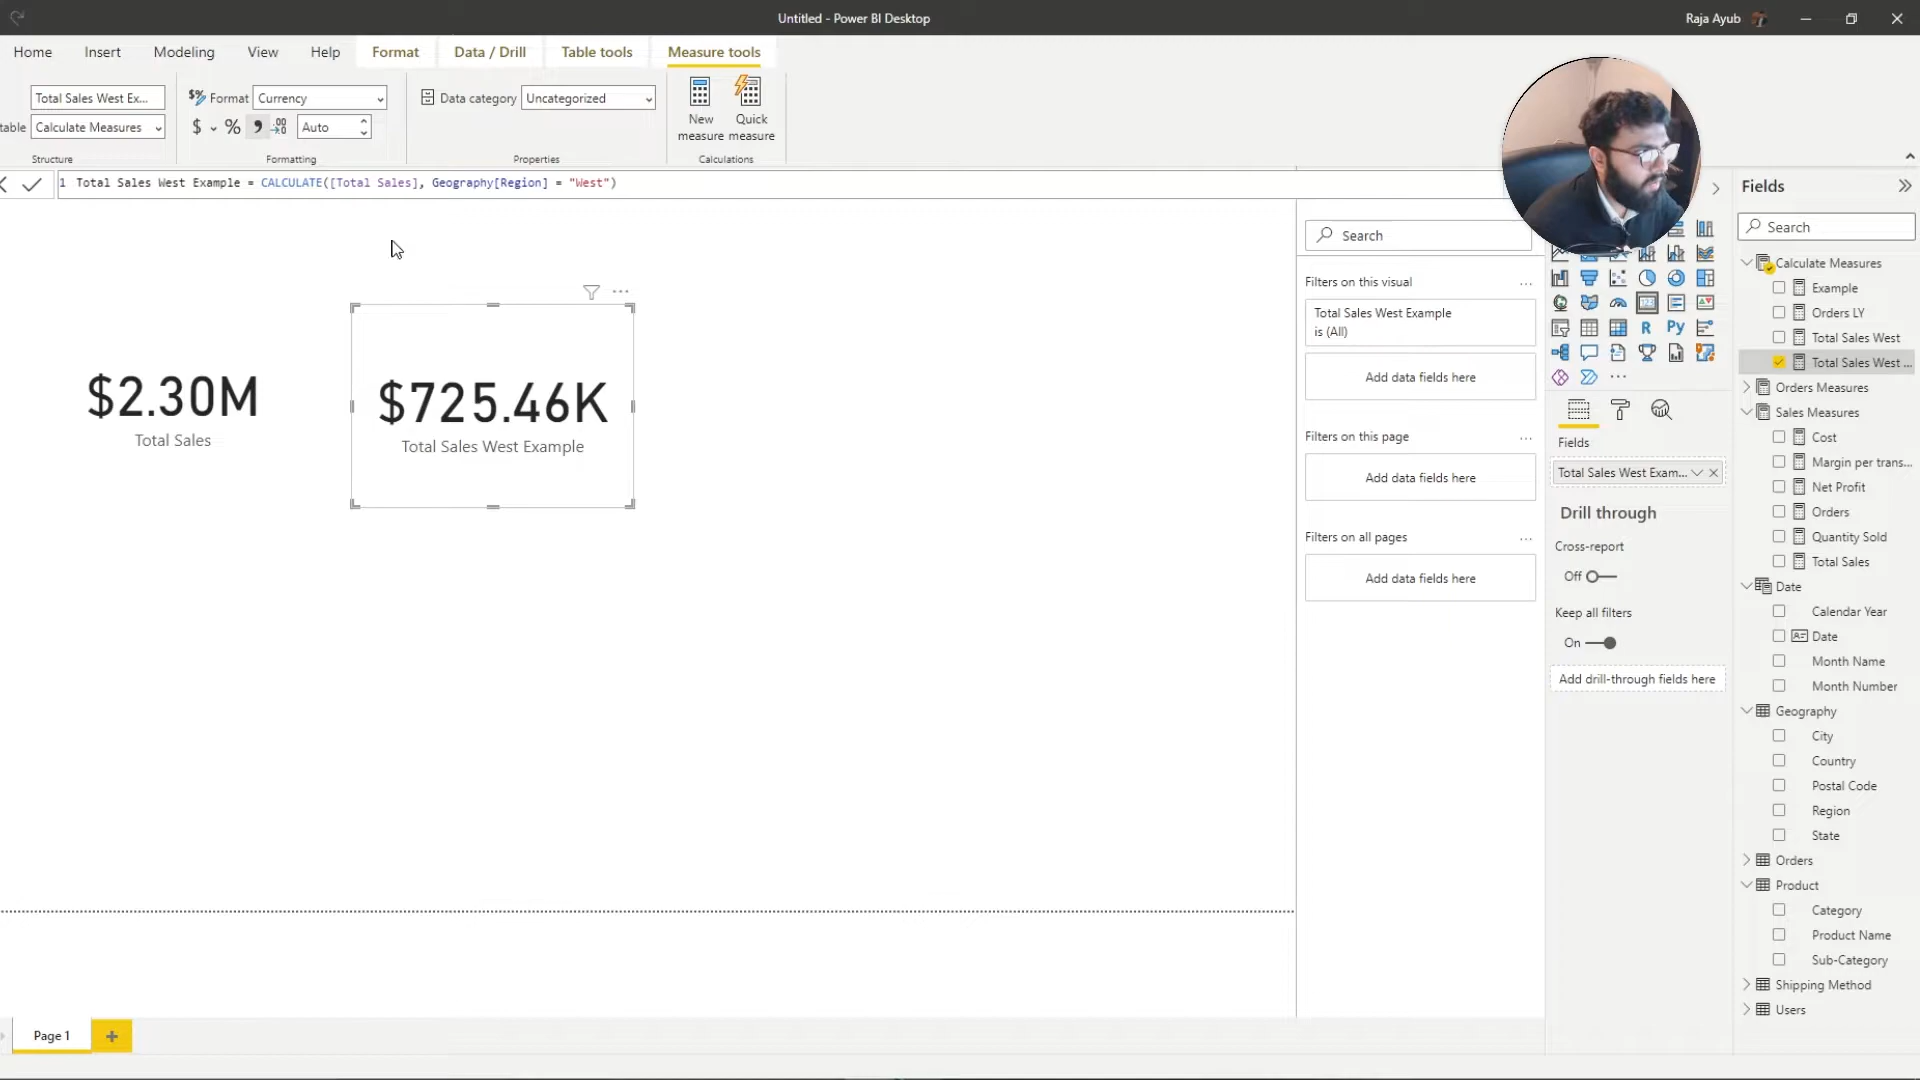 Untitled - Power BI Desktop
Raja Ayub
Home Insert Modeling View Help Format Data / Drill Table tools Measure tools
Total Sales West Ex...
$% Format Currency
Data category Uncategorized
New measure
Quick measure
table Calculate Measures
$ % 9 .00 Auto
Structure Formatting Properties Calculations
1 Total Sales West Example = CALCULATE([Total Sales], Geography[Region] = "West")
$2.30M
Total Sales
$725.46K
Total Sales West Example
Search
Filters on this visual ...
Total Sales West Example
is (All)
Add data fields here
Filters on this page ...
Add data fields here
Filters on all pages ...
Add data fields here
R Py
123
...
Fields
Total Sales West Exam...
Drill through
Cross-report
Off
Keep all filters
On
Add drill-through fields here
Fields
Search
Calculate Measures
Example
Orders LY
Total Sales West
Total Sales West ...
Orders Measures
Sales Measures
Cost
Margin per trans...
Net Profit
Orders
Quantity Sold
Total Sales
Date
Calendar Year
Date
Month Name
Month Number
Geography
City
Country
Postal Code
Region
State
Orders
Product
Category
Product Name
Sub-Category
Shipping Method
Users
Page 1 +